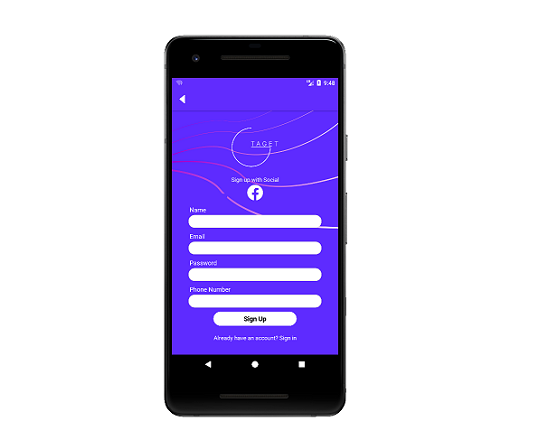 9:48
TAGET
Sign up with Social
Name
Email
Password
Phone Number
Sign Up
Already have an account? Sign in